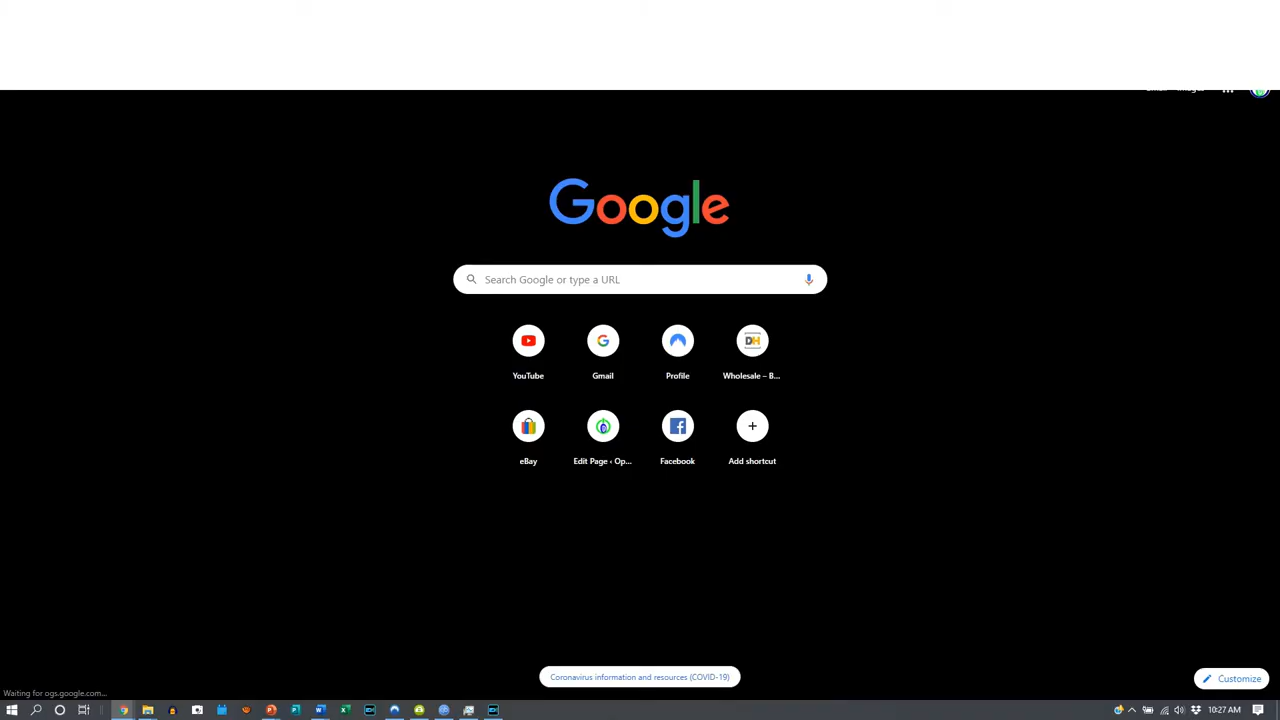 Google
Search Google or type a URL
YouTube
Gmail
Profile
DH
Wholesale – B...
eBay
Edit Page ‹ Op...
Facebook
Add shortcut
Coronavirus information and resources (COVID-19)
Customize
Waiting for ogs.google.com...
10:27 AM